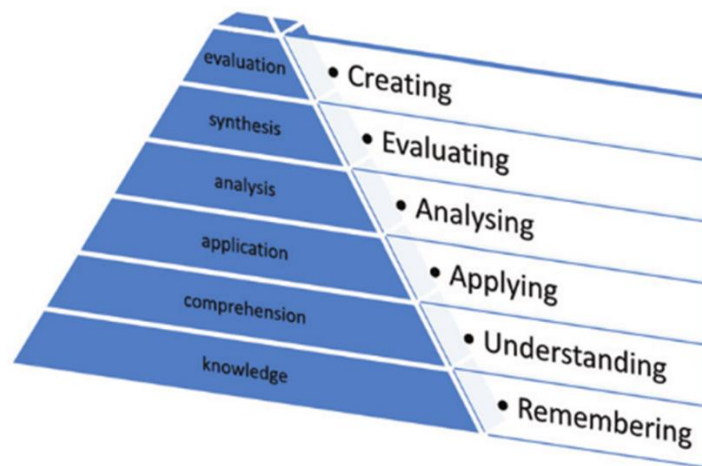 evaluation
• Creating
synthesis
• Evaluating
analysis
• Analysing
application
• Applying
comprehension
• Understanding
knowledge
• Remembering